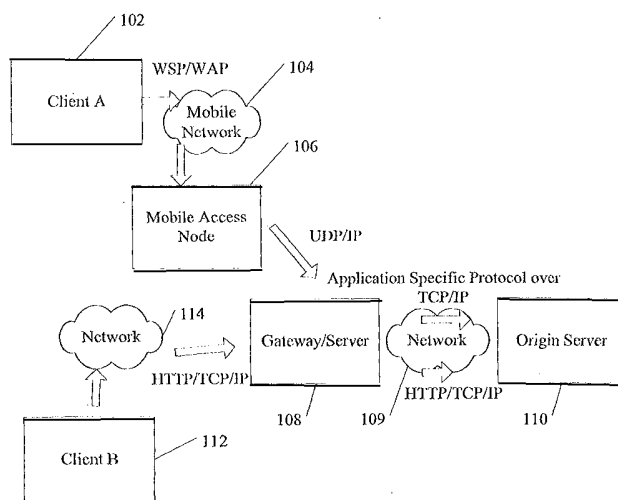 102
WSP/WAP
104
Client A
Mobile
Network
106
Mobile Access
Node
UDP/IP
Application Specific Protocol over
TCP/IP
114
Network
Gateway/Server
Network
Origin Server
HTTP/TCP/IP
HTTP/TCP/IP
108
109
110
112
Client B